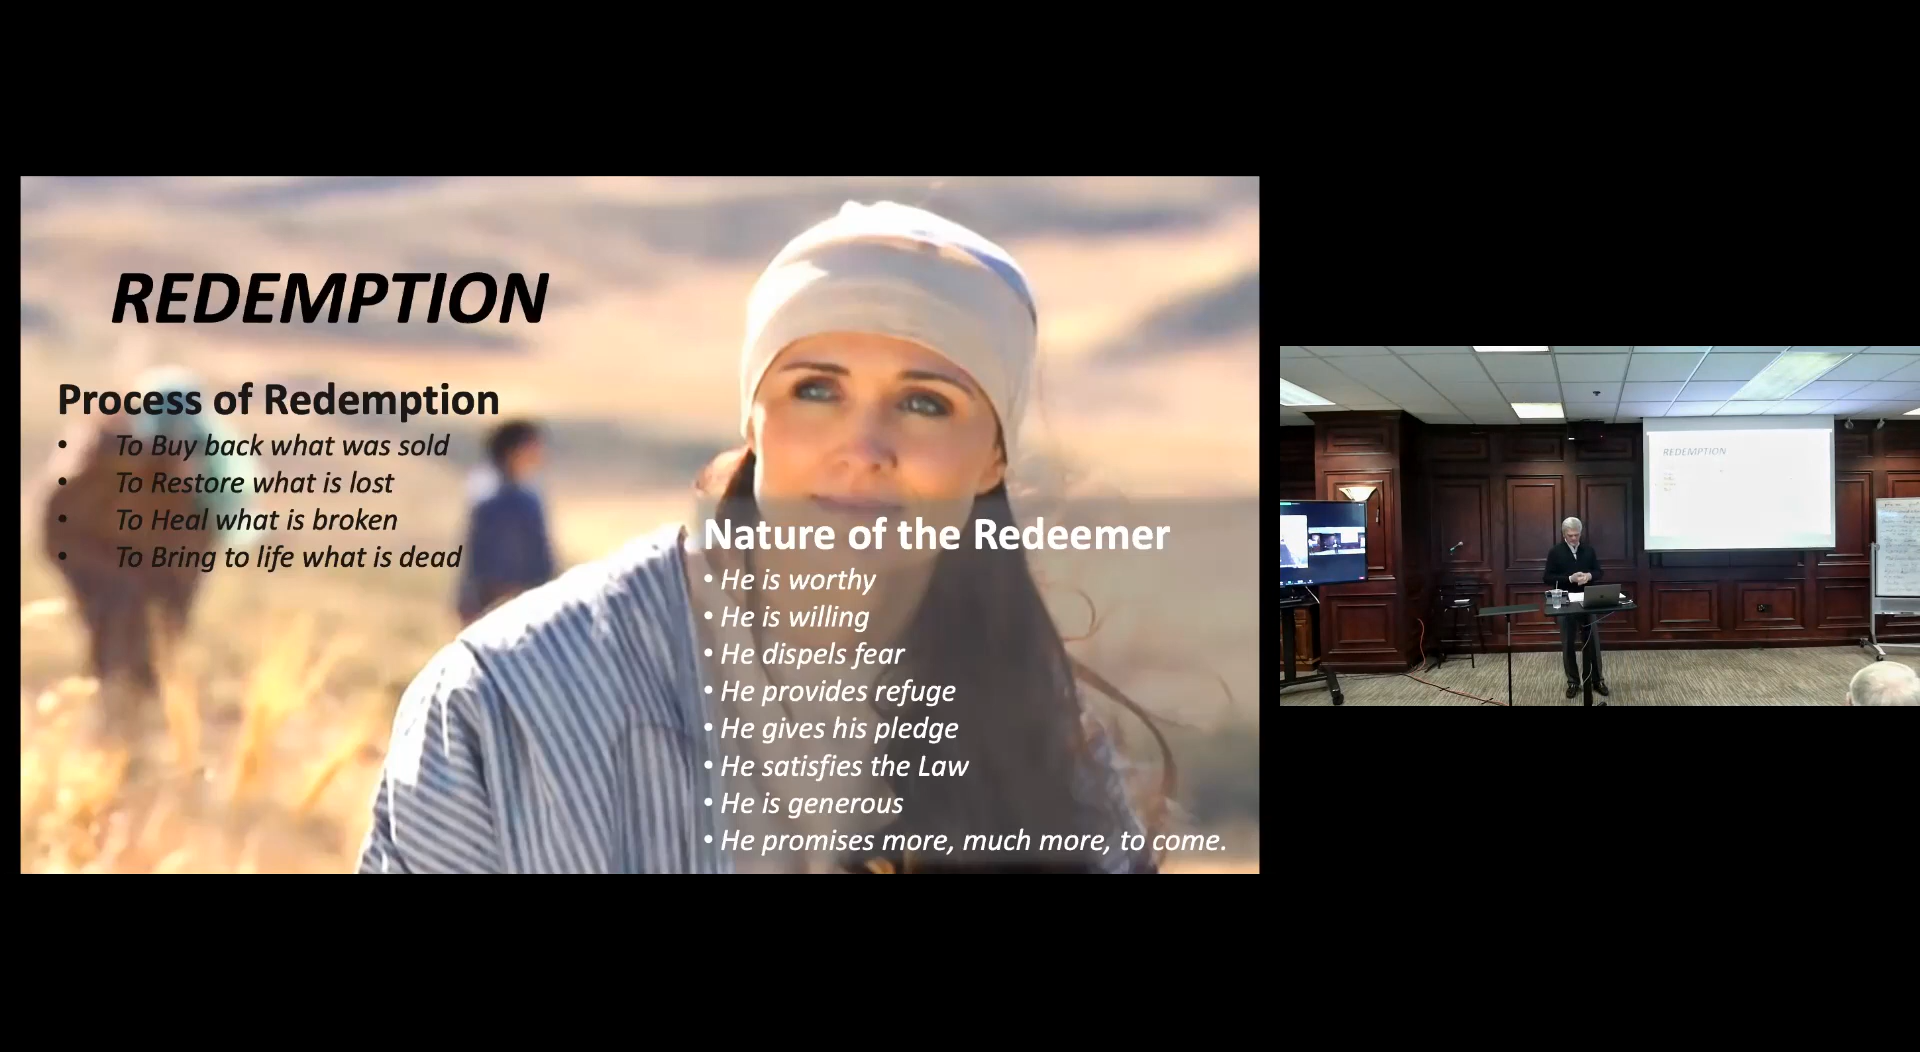 REDEMPTION
Process of Redemption
• To Buy back what was sold
• To Restore what is lost
• To Heal what is broken
• To Bring to life what is dead
Nature of the Redeemer
• He is worthy
• He is willing
• He dispels fear
• He provides refuge
• He gives his pledge
• He satisfies the Law
• He is generous
• He promises more, much more, to come.
REDEMPTION